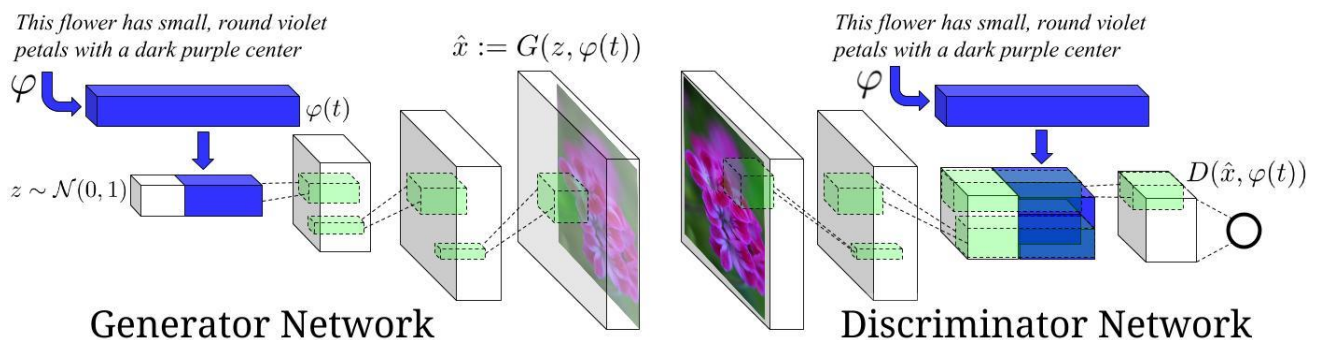 This flower has small, round violet
petals with a dark purple center
φ
φ(t)
z ∼ N(0, 1)
x̂ := G(z, φ(t))
Generator Network
This flower has small, round violet
petals with a dark purple center
φ
D(x̂, φ(t))
Discriminator Network